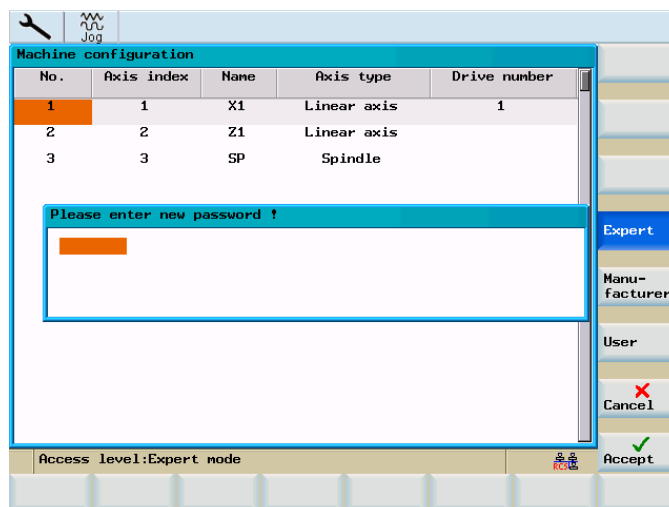 Jog
Machine configuration
No. Axis index Name Axis type Drive number
1 1 X1 Linear axis 1
2 2 Z1 Linear axis
3 3 SP Spindle
Please enter new password !
Expert
Manu-
facturer
User
Cancel
Access level:Expert mode
RCS
Accept